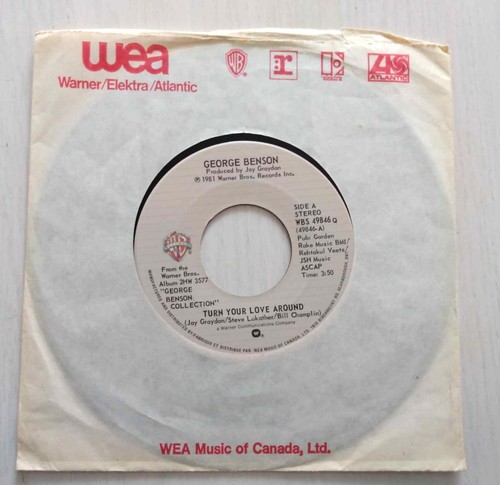 wea
Warner/Elektra/Atlantic
ATLANTIC
GEORGE BENSON
Produced by Jay Graydon
℗ 1981 Warner Bros. Records Inc.
SIDE A
STEREO
WBS 49846 Q
(49846-A)
Pub: Garden
Rake Music BMI/
Rehtakul Veets/
JSH Music
ASCAP
Time: 3:50
From the
Warner Bros.
Album 2HW 3577
"GEORGE
BENSON
COLLECTION"
TURN YOUR LOVE AROUND
(Jay Graydon/Steve Lukather/Bill Champlin)
a Warner Communications Company
WEA Music of Canada, Ltd.